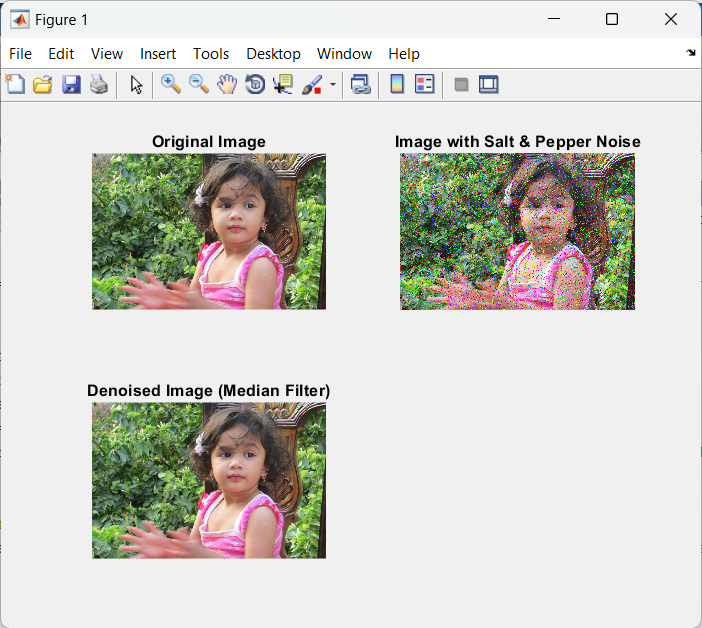 Figure 1
File Edit View Insert Tools Desktop Window Help
Original Image
Image with Salt & Pepper Noise
Denoised Image (Median Filter)